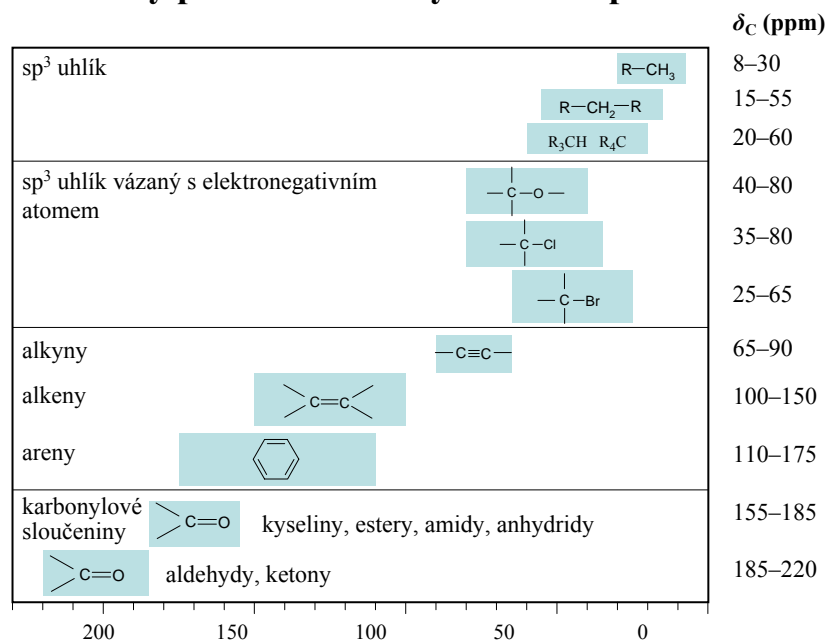 δC (ppm)
sp3 uhlík
R–CH3
8–30
R–CH2–R
15–55
R3CH R4C
20–60
sp3 uhlík vázaný s elektronegativním
atomem
C–O
40–80
C–Cl
35–80
C–Br
25–65
alkyny
C≡C
65–90
alkeny
C=C
100–150
areny
110–175
karbonylové
sloučeniny
C=O
kyseliny, estery, amidy, anhydridy
155–185
C=O
aldehydy, ketony
185–220
200 150 100 50 0